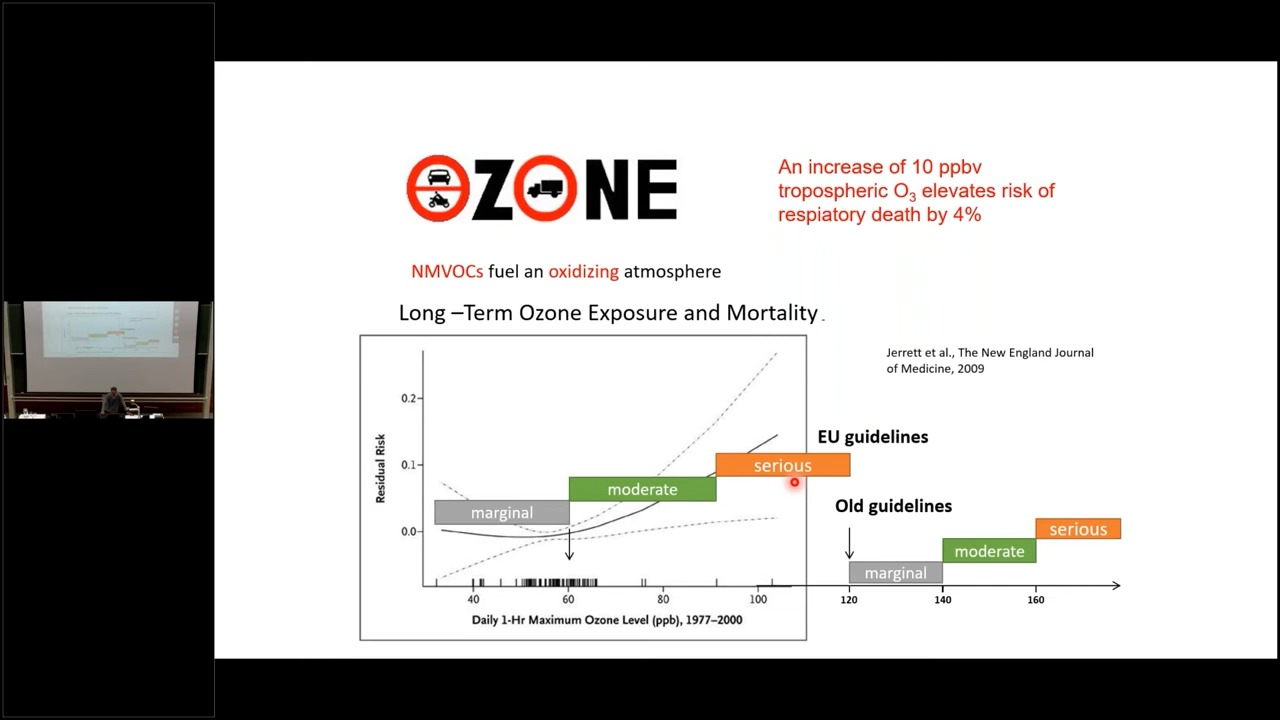 OZONE
An increase of 10 ppbv
tropospheric O3 elevates risk of
respiatory death by 4%
NMVOCs fuel an oxidizing atmosphere
Long –Term Ozone Exposure and Mortality.
Jerrett et al., The New England Journal
of Medicine, 2009
EU guidelines
Old guidelines
Residual Risk
0.2
0.1
0.0
serious
moderate
marginal
serious
moderate
marginal
40 60 80 100 120 140 160
Daily 1-Hr Maximum Ozone Level (ppb), 1977–2000